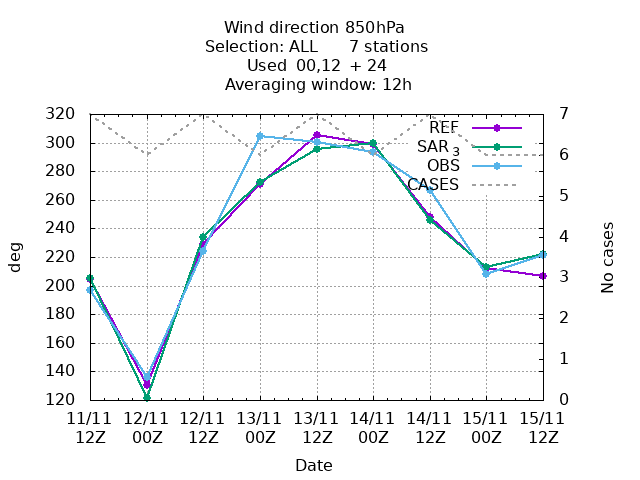 Wind direction 850hPa
Selection: ALL 7 stations
Used 00,12 + 24
Averaging window: 12h
320
300
280
260
240
220
200
180
160
140
120
deg
7
6
5
4
3
2
1
0
No cases
REF
SAR 3
OBS
CASES
11/11 12/11 12/11 13/11 13/11 14/11 14/11 15/11 15/11
12Z 00Z 12Z 00Z 12Z 00Z 12Z 00Z 12Z
Date